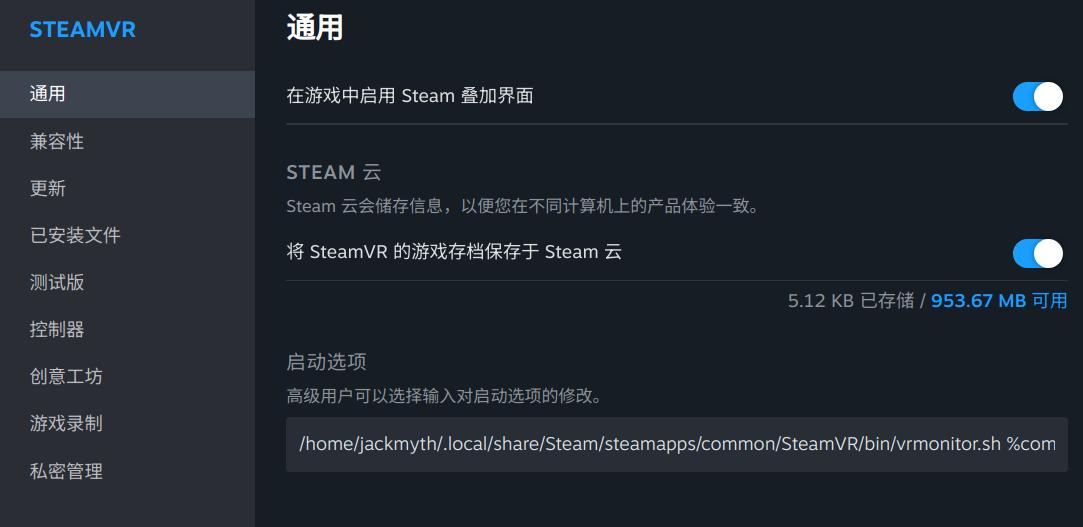 STEAMVR
通用
兼容性
更新
已安装文件
测试版
控制器
创意工坊
游戏录制
私密管理
通用
在游戏中启用 Steam 叠加界面
STEAM 云
Steam 云会储存信息，以便您在不同计算机上的产品体验一致。
将 SteamVR 的游戏存档保存于 Steam 云
5.12 KB 已存储 / 953.67 MB 可用
启动选项
高级用户可以选择输入对启动选项的修改。
/home/jackmyth/.local/share/Steam/steamapps/common/SteamVR/bin/vrmonitor.sh %com